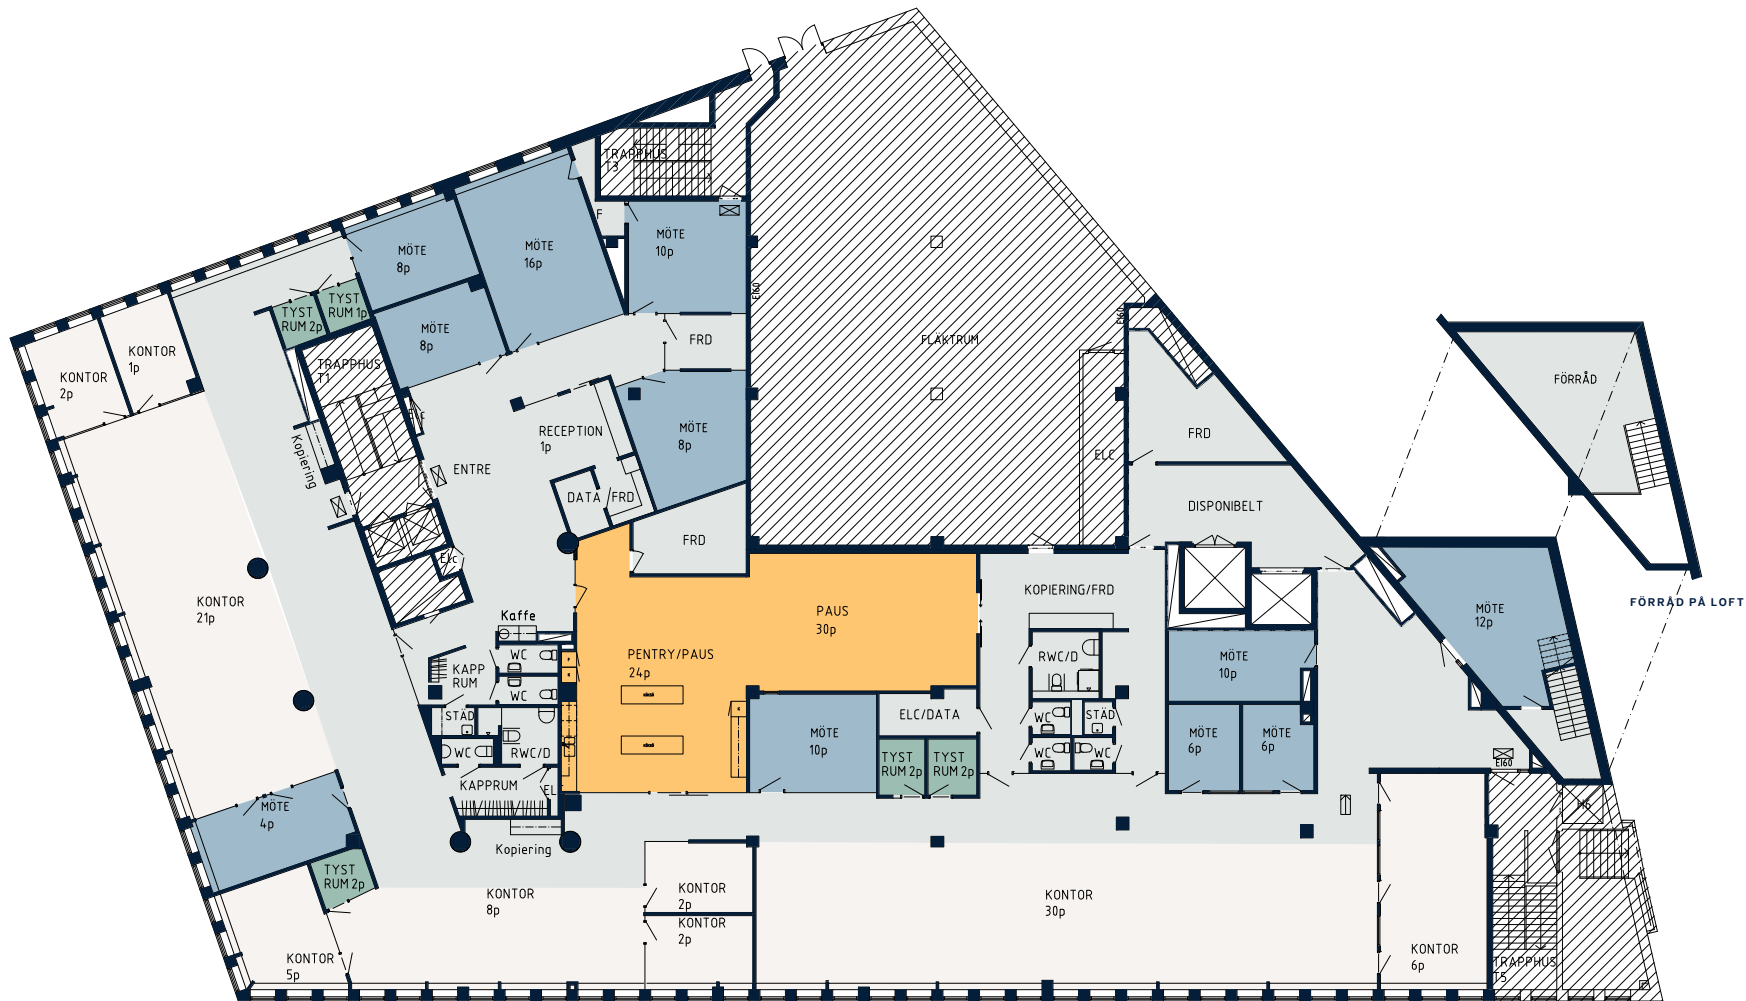 TRAPPHUS
T3
F
MÖTE
8p
MÖTE
16p
MÖTE
10p
EI60
TYST
RUM 2p
TYST
RUM 1p
MÖTE
8p
FRD
FLÄKTRUM
EI60
KONTOR
2p
KONTOR
1p
TRAPPHUS
T1
ELC
Kopiering
ENTRE
RECEPTION
1p
MÖTE
8p
DATA
FRD
FRD
ELC
ELC
FRD
DISPONIBELT
FÖRRÅD
FÖRRÅD PÅ LOFT
KONTOR
21p
Kaffe
WC
WC
KAPP
RUM
STÄD
WC
RWC/D
KAPPRUM
EL
Kopiering
PENTRY/PAUS
24p
PAUS
30p
MÖTE
10p
ELC/DATA
TYST
RUM 2p
TYST
RUM 2p
KOPIERING/FRD
RWC/D
WC
STÄD
WC
WC
MÖTE
10p
MÖTE
6p
MÖTE
6p
MÖTE
12p
EI60
H6
MÖTE
4p
TYST
RUM 2p
KONTOR
5p
KONTOR
8p
KONTOR
2p
KONTOR
2p
KONTOR
30p
KONTOR
6p
TRAPPHUS
T5